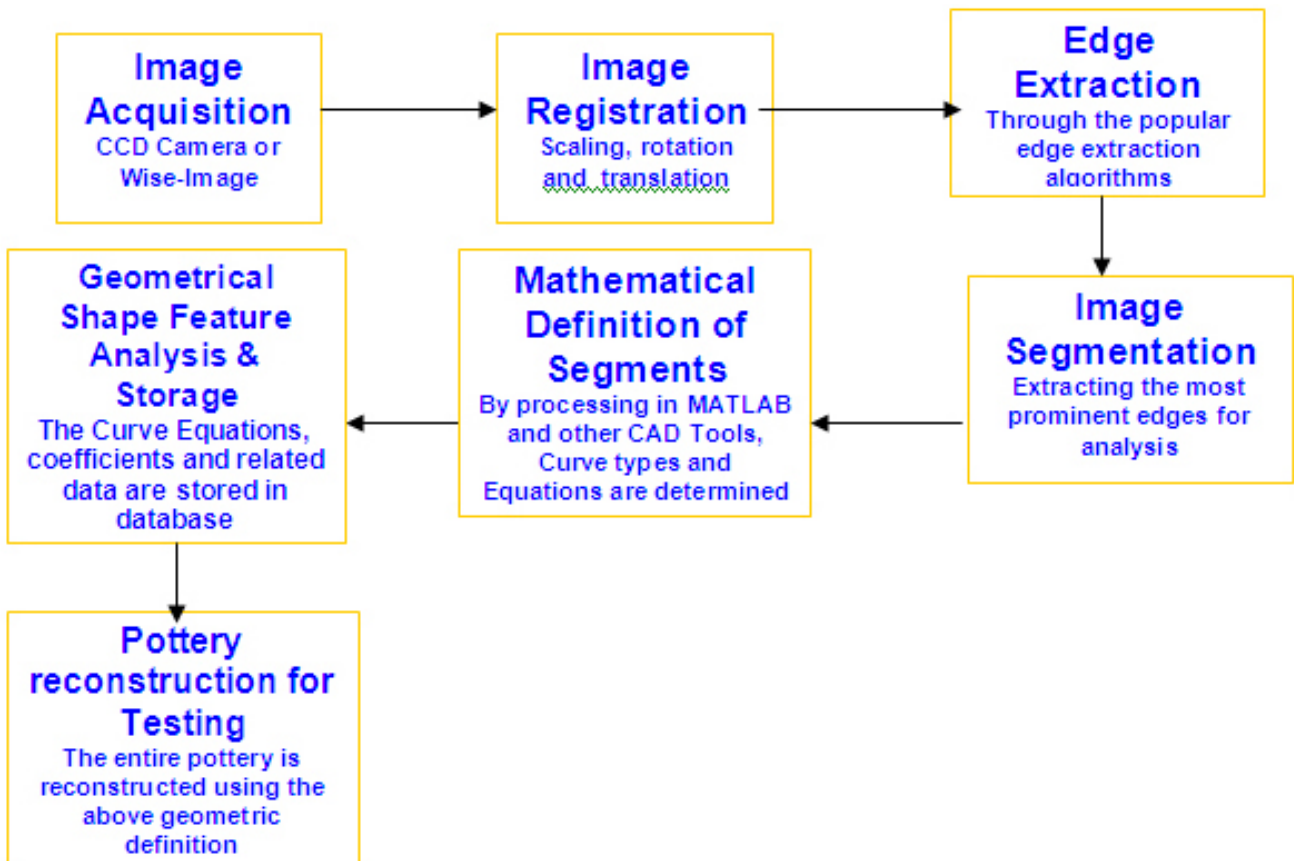 Image
Acquisition
CCD Camera or
Wise-Image
Image
Registration
Scaling, rotation
and translation
Edge
Extraction
Through the popular
edge extraction
algorithms
Image
Segmentation
Extracting the most
prominent edges for
analysis
Mathematical
Definition of
Segments
By processing in MATLAB
and other CAD Tools,
Curve types and
Equations are determined
Geometrical
Shape Feature
Analysis &
Storage
The Curve Equations,
coefficients and related
data are stored in
database
Pottery
reconstruction for
Testing
The entire pottery is
reconstructed using the
above geometric
definition